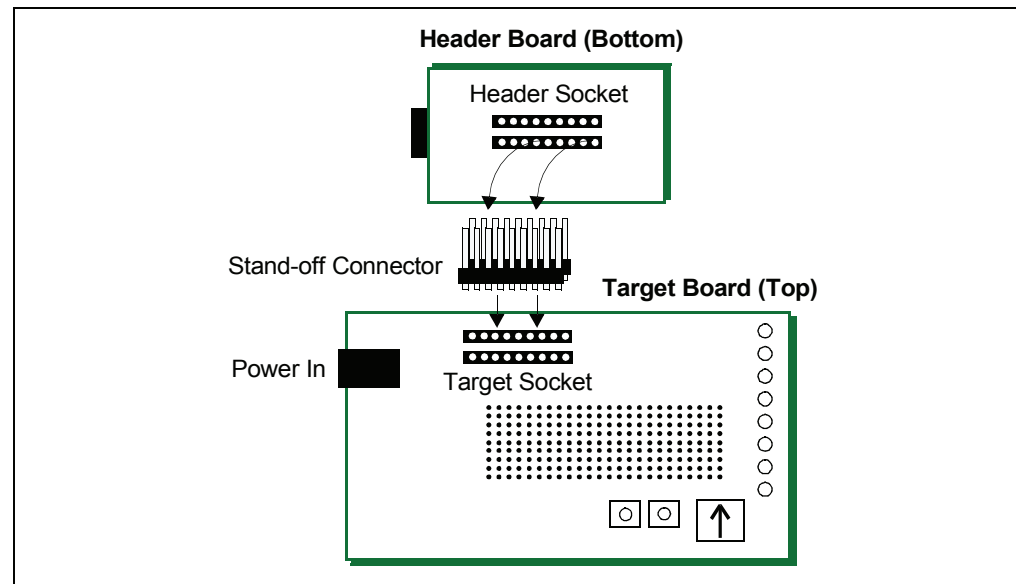 Header Board (Bottom)
Header Socket
Stand-off Connector
Target Board (Top)
Power In
Target Socket